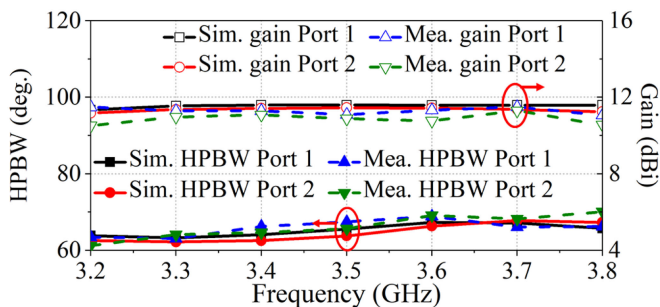 120
100
80
60
HPBW (deg.)
16
12
8
4
Gain (dBi)
Sim. gain Port 1
Mea. gain Port 1
Sim. gain Port 2
Mea. gain Port 2
Sim. HPBW Port 1
Mea. HPBW Port 1
Sim. HPBW Port 2
Mea. HPBW Port 2
3.2 3.3 3.4 3.5 3.6 3.7 3.8
Frequency (GHz)